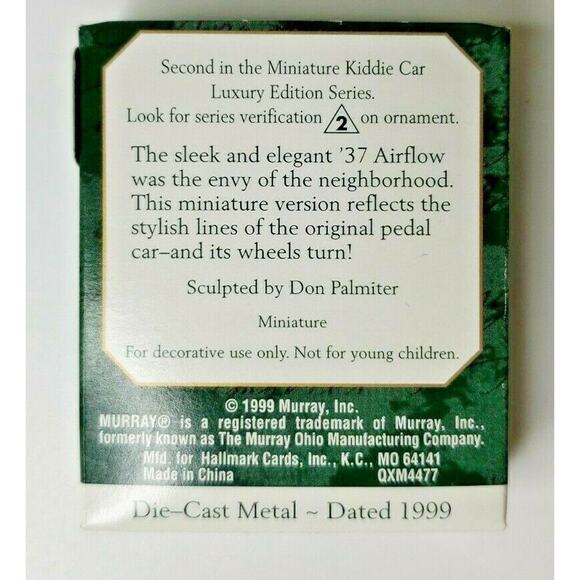 Second in the Miniature Kiddie Car
Luxury Edition Series.
Look for series verification 2 on ornament.
The sleek and elegant '37 Airflow
was the envy of the neighborhood.
This miniature version reflects the
stylish lines of the original pedal
car–and its wheels turn!
Sculpted by Don Palmiter
Miniature
For decorative use only. Not for young children.
© 1999 Murray, Inc.
MURRAY® is a registered trademark of Murray, Inc.,
formerly known as The Murray Ohio Manufacturing Company.
Mfd. for Hallmark Cards, Inc., K.C., MO 64141
Made in China QXM4477
Die–Cast Metal ~ Dated 1999